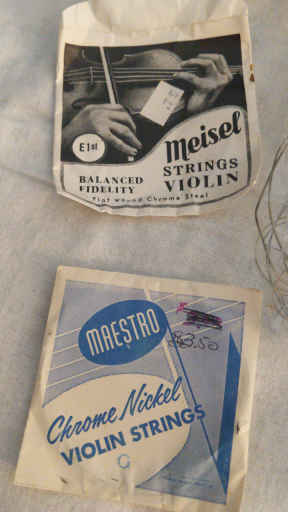 E 1st
Meisel
STRINGS
BALANCED
VIOLIN
FIDELITY
Flat wound Chrome Steel
MAESTRO
$3.50
Chrome Nickel
VIOLIN STRINGS
G